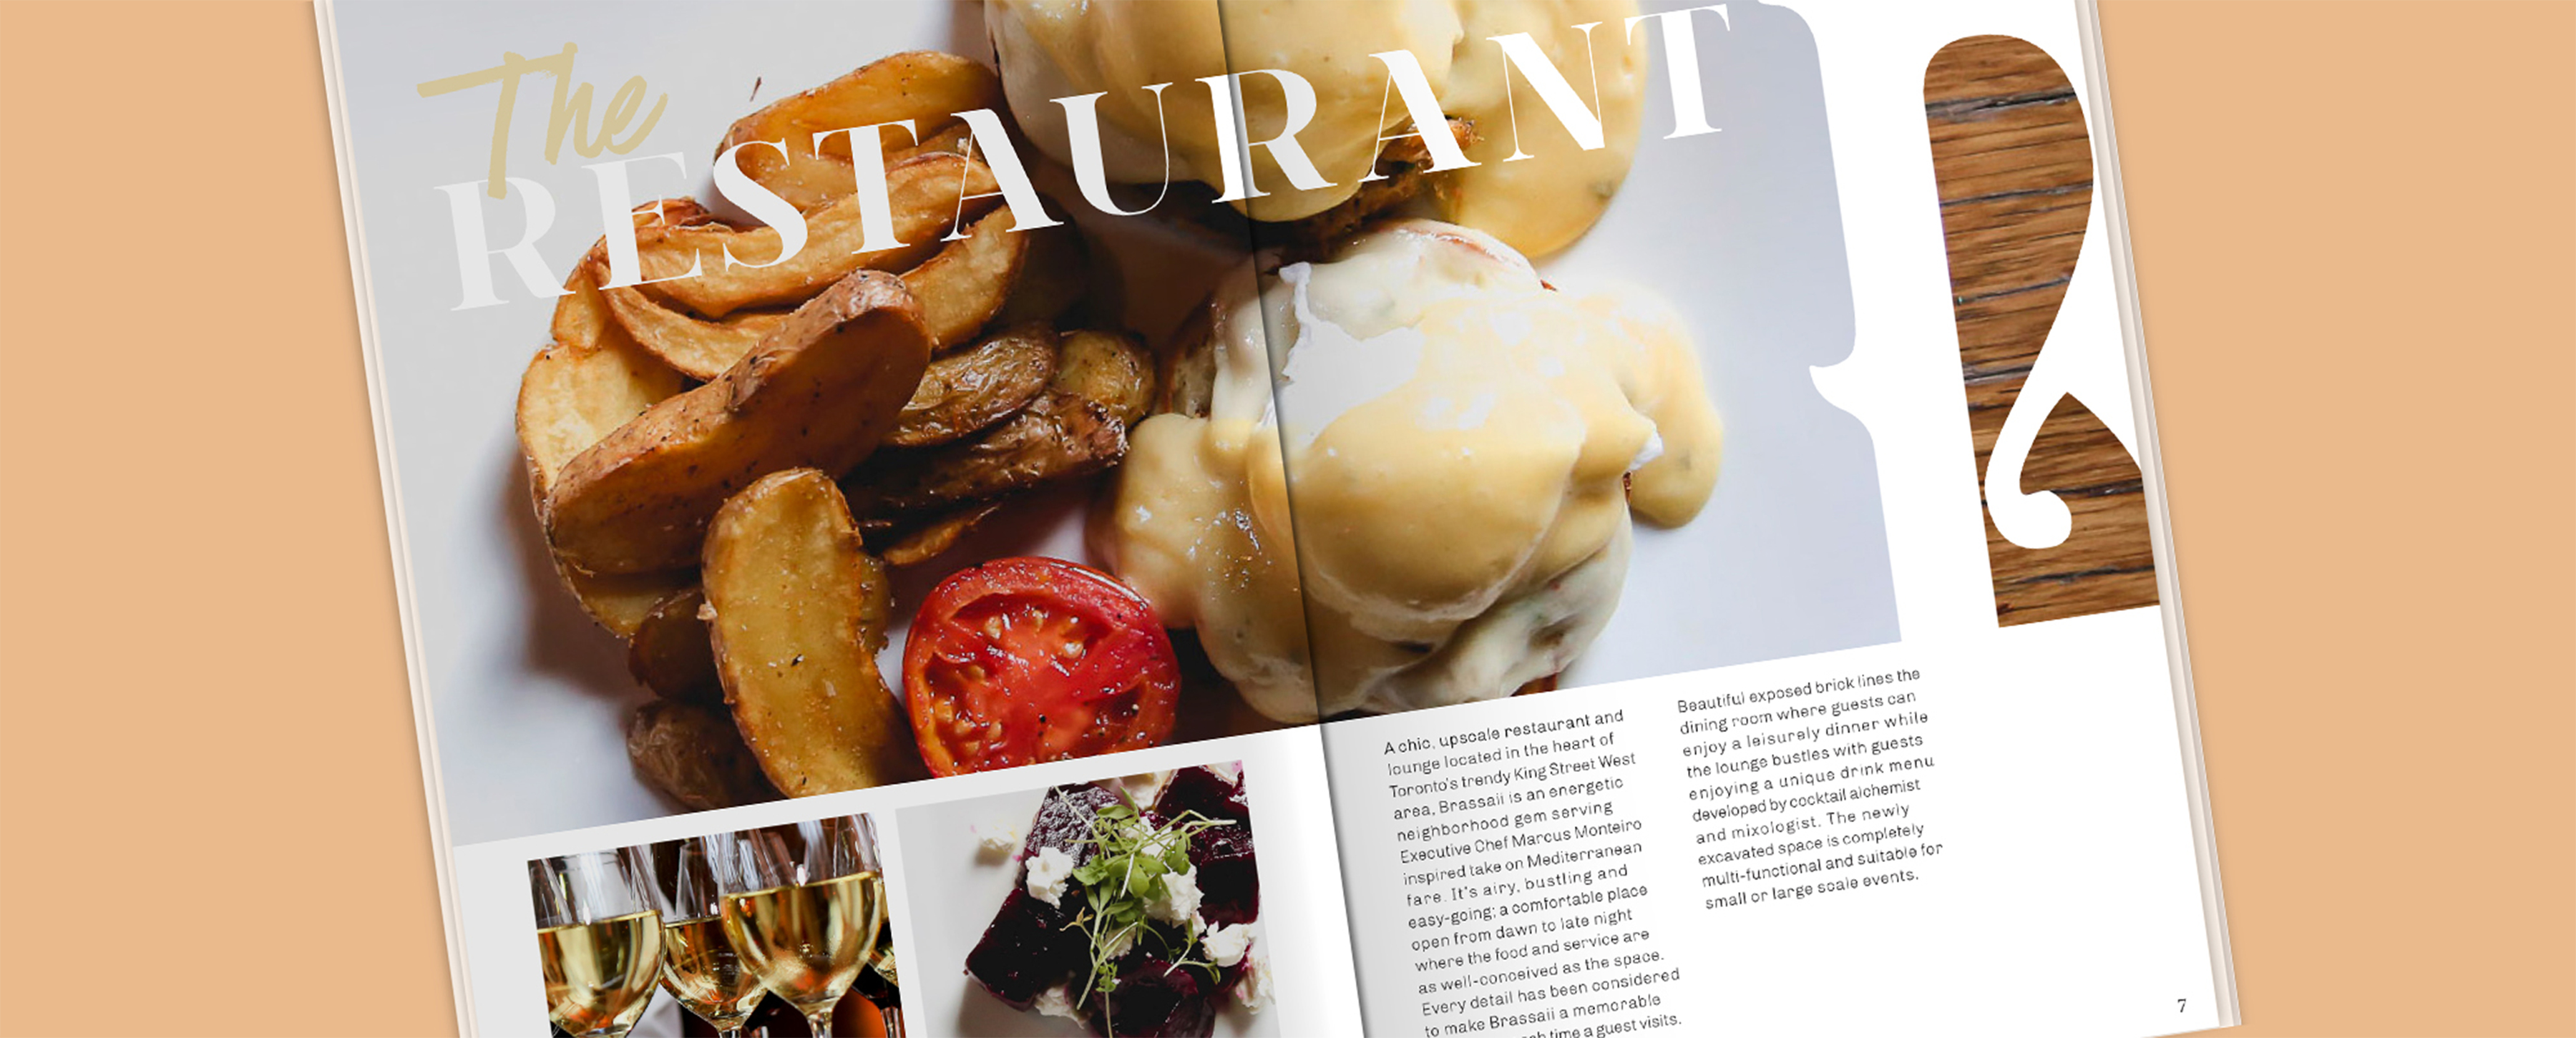 The
RESTAURANT
A chic, upscale restaurant and
lounge located in the heart of
Toronto's trendy King Street West
area, Brassaii is an energetic
neighborhood gem serving
Executive Chef Marcus Monteiro
inspired take on Mediterranean
fare. It's airy, bustling and
easy-going; a comfortable place
open from dawn to late night
where the food and service are
as well-conceived as the space.
Every detail has been considered
to make Brassaii a memorable
time a guest visits.
Beautiful exposed brick lines the
dining room where guests can
enjoy a leisurely dinner while
the lounge bustles with guests
enjoying a unique drink menu
developed by cocktail alchemist
and mixologist. The newly
excavated space is completely
multi-functional and suitable for
small or large scale events.
7